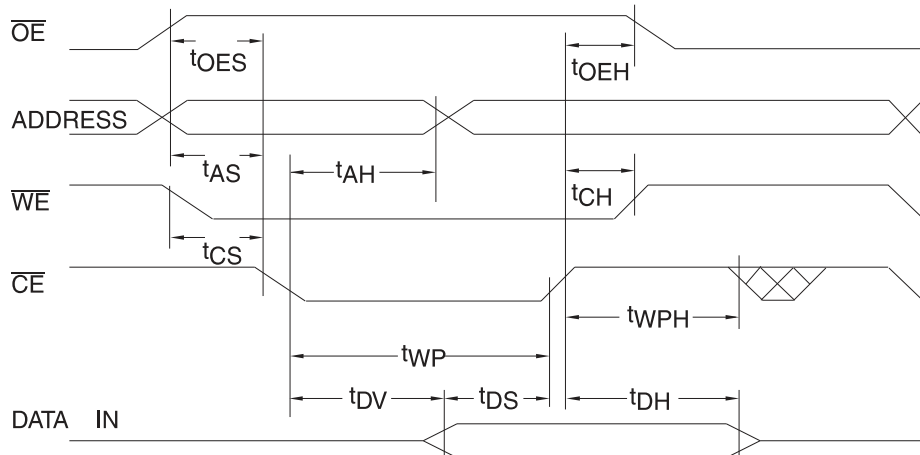 OE
tOES
tOEH
ADDRESS
tAS
tAH
tCH
WE
tCS
CE
tWPH
tWP
tDV
tDS
tDH
DATA IN